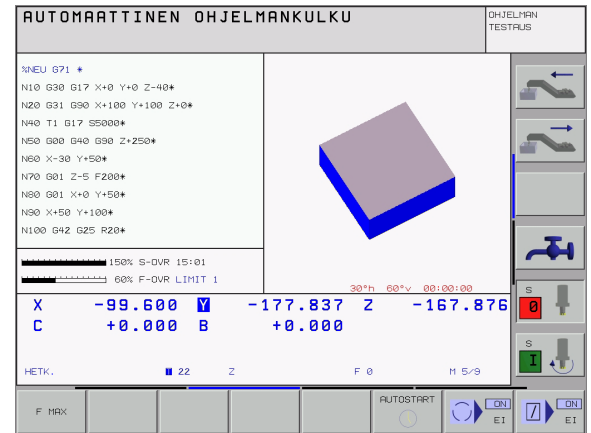 AUTOMAATTINEN OHJELMANKULKU
OHJELMAN
TESTAUS
%NEU G71 *
N10 G30 G17 X+0 Y+0 Z-40*
N20 G31 G90 X+100 Y+100 Z+0*
N40 T1 G17 S5000*
N50 G00 G40 G90 Z+250*
N60 X-30 Y+50*
N70 G01 Z-5 F200*
N80 G01 X+0 Y+50*
N90 X+50 Y+100*
N100 G42 G25 R20*
150% S-OVR 15:01
60% F-OVR LIMIT 1
30°h 60°v 00:00:00
X -99.600 Y -177.837 Z -167.876
C +0.000 B +0.000
HETK. T 22 Z F 0 M 5/9
S
0
S
I
F MAX
AUTOSTART
ON
EI
ON
EI